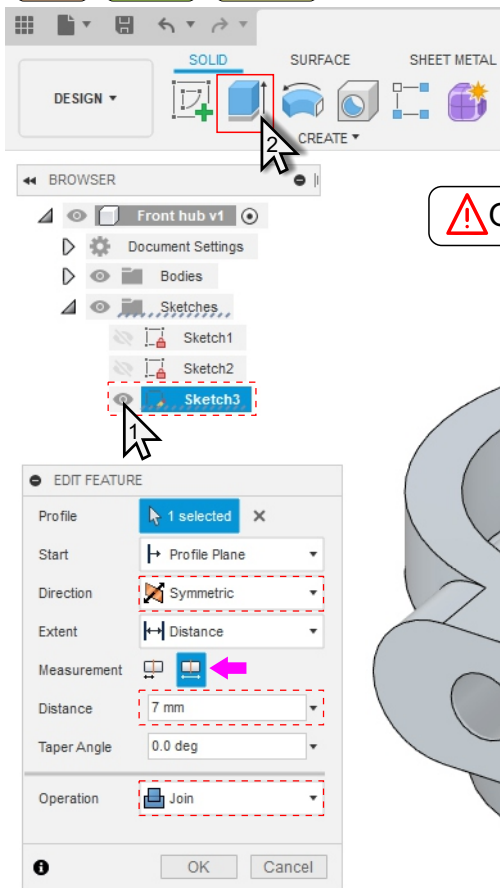 SOLID SURFACE SHEET METAL
DESIGN ▾
CREATE ▾
2
BROWSER
Front hub v1
Document Settings
Bodies
Sketches
Sketch1
Sketch2
Sketch3
1
EDIT FEATURE
Profile 1 selected
Start Profile Plane
Direction Symmetric
Extent Distance
Measurement
Distance 7 mm
Taper Angle 0.0 deg
Operation Join
OK Cancel